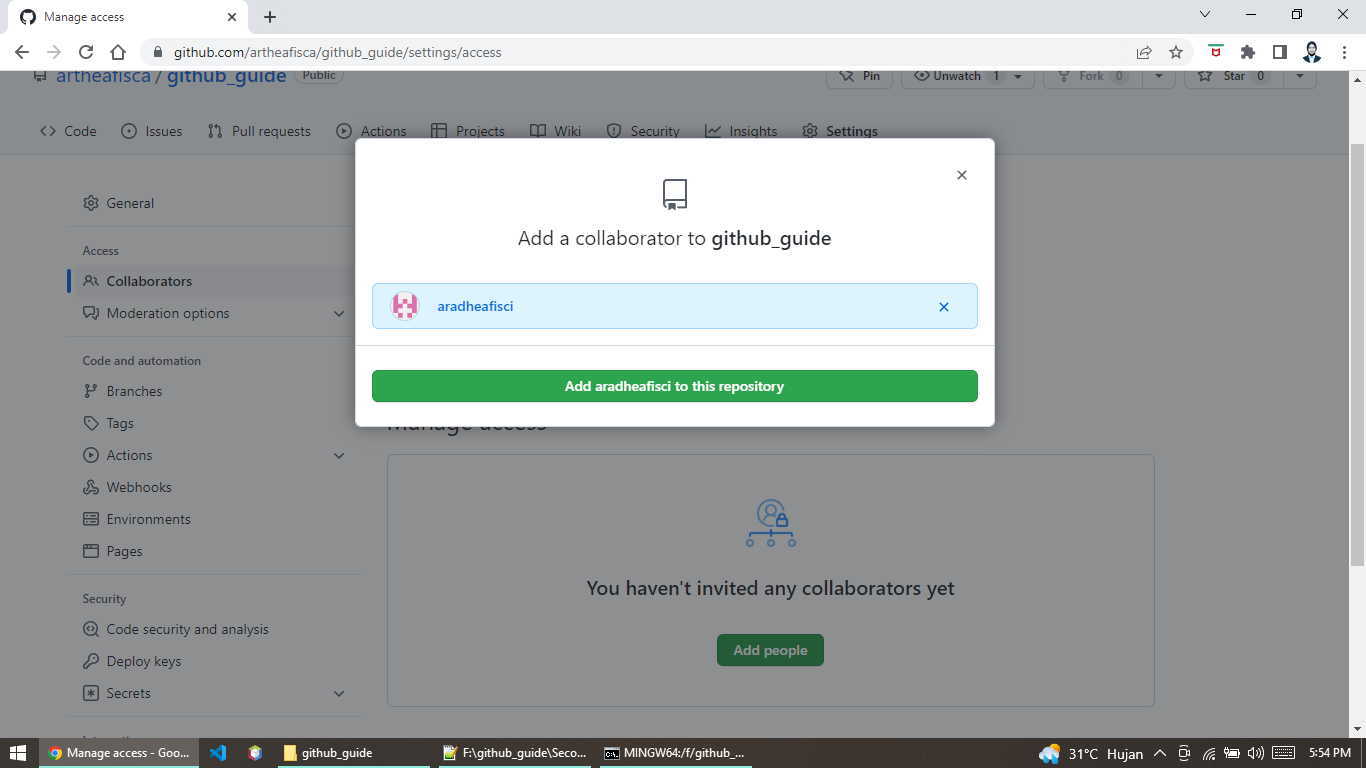 Manage access
github.com/artheafisca/github_guide/settings/access
artheafisca / github_guide Public
Pin Unwatch 1 Fork 0 Star 0
Code Issues Pull requests Actions Projects Wiki Security Insights Settings
General
Access
Collaborators
Moderation options
Code and automation
Branches
Tags
Actions
Webhooks
Environments
Pages
Security
Code security and analysis
Deploy keys
Secrets
Add a collaborator to github_guide
aradheafisci
Add aradheafisci to this repository
Manage access
You haven't invited any collaborators yet
Add people
Manage access - Goo... github_guide F:\github_guide\Seco... MINGW64:/f/github_... 31°C Hujan 5:54 PM